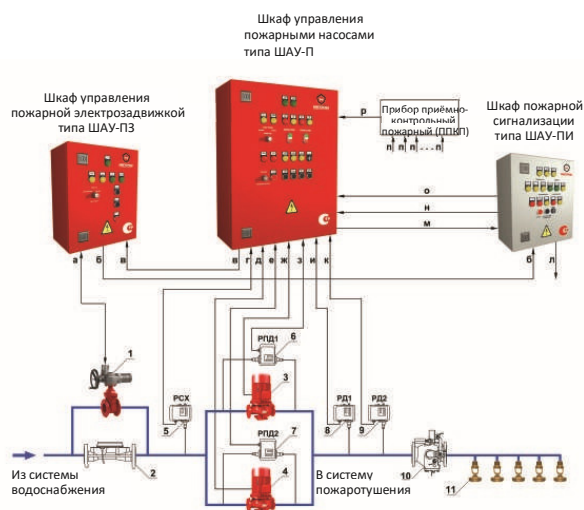 Шкаф управления
пожарными насосами
типа ШАУ-П
Шкаф управления
пожарной электрозадвижкой
типа ШАУ-ПЗ
Прибор приёмно-
контрольный
пожарный (ППКП)
Шкаф пожарной
сигнализации
типа ШАУ-ПИ
р
п п п ... п
о
н
м
а б в
в г д е ж з и к
б л
1
РПД1
6
3
РСХ
5
РД1
8
РД2
9
2
РПД2
7
4
10
11
Из системы
водоснабжения
В систему
пожаротушения